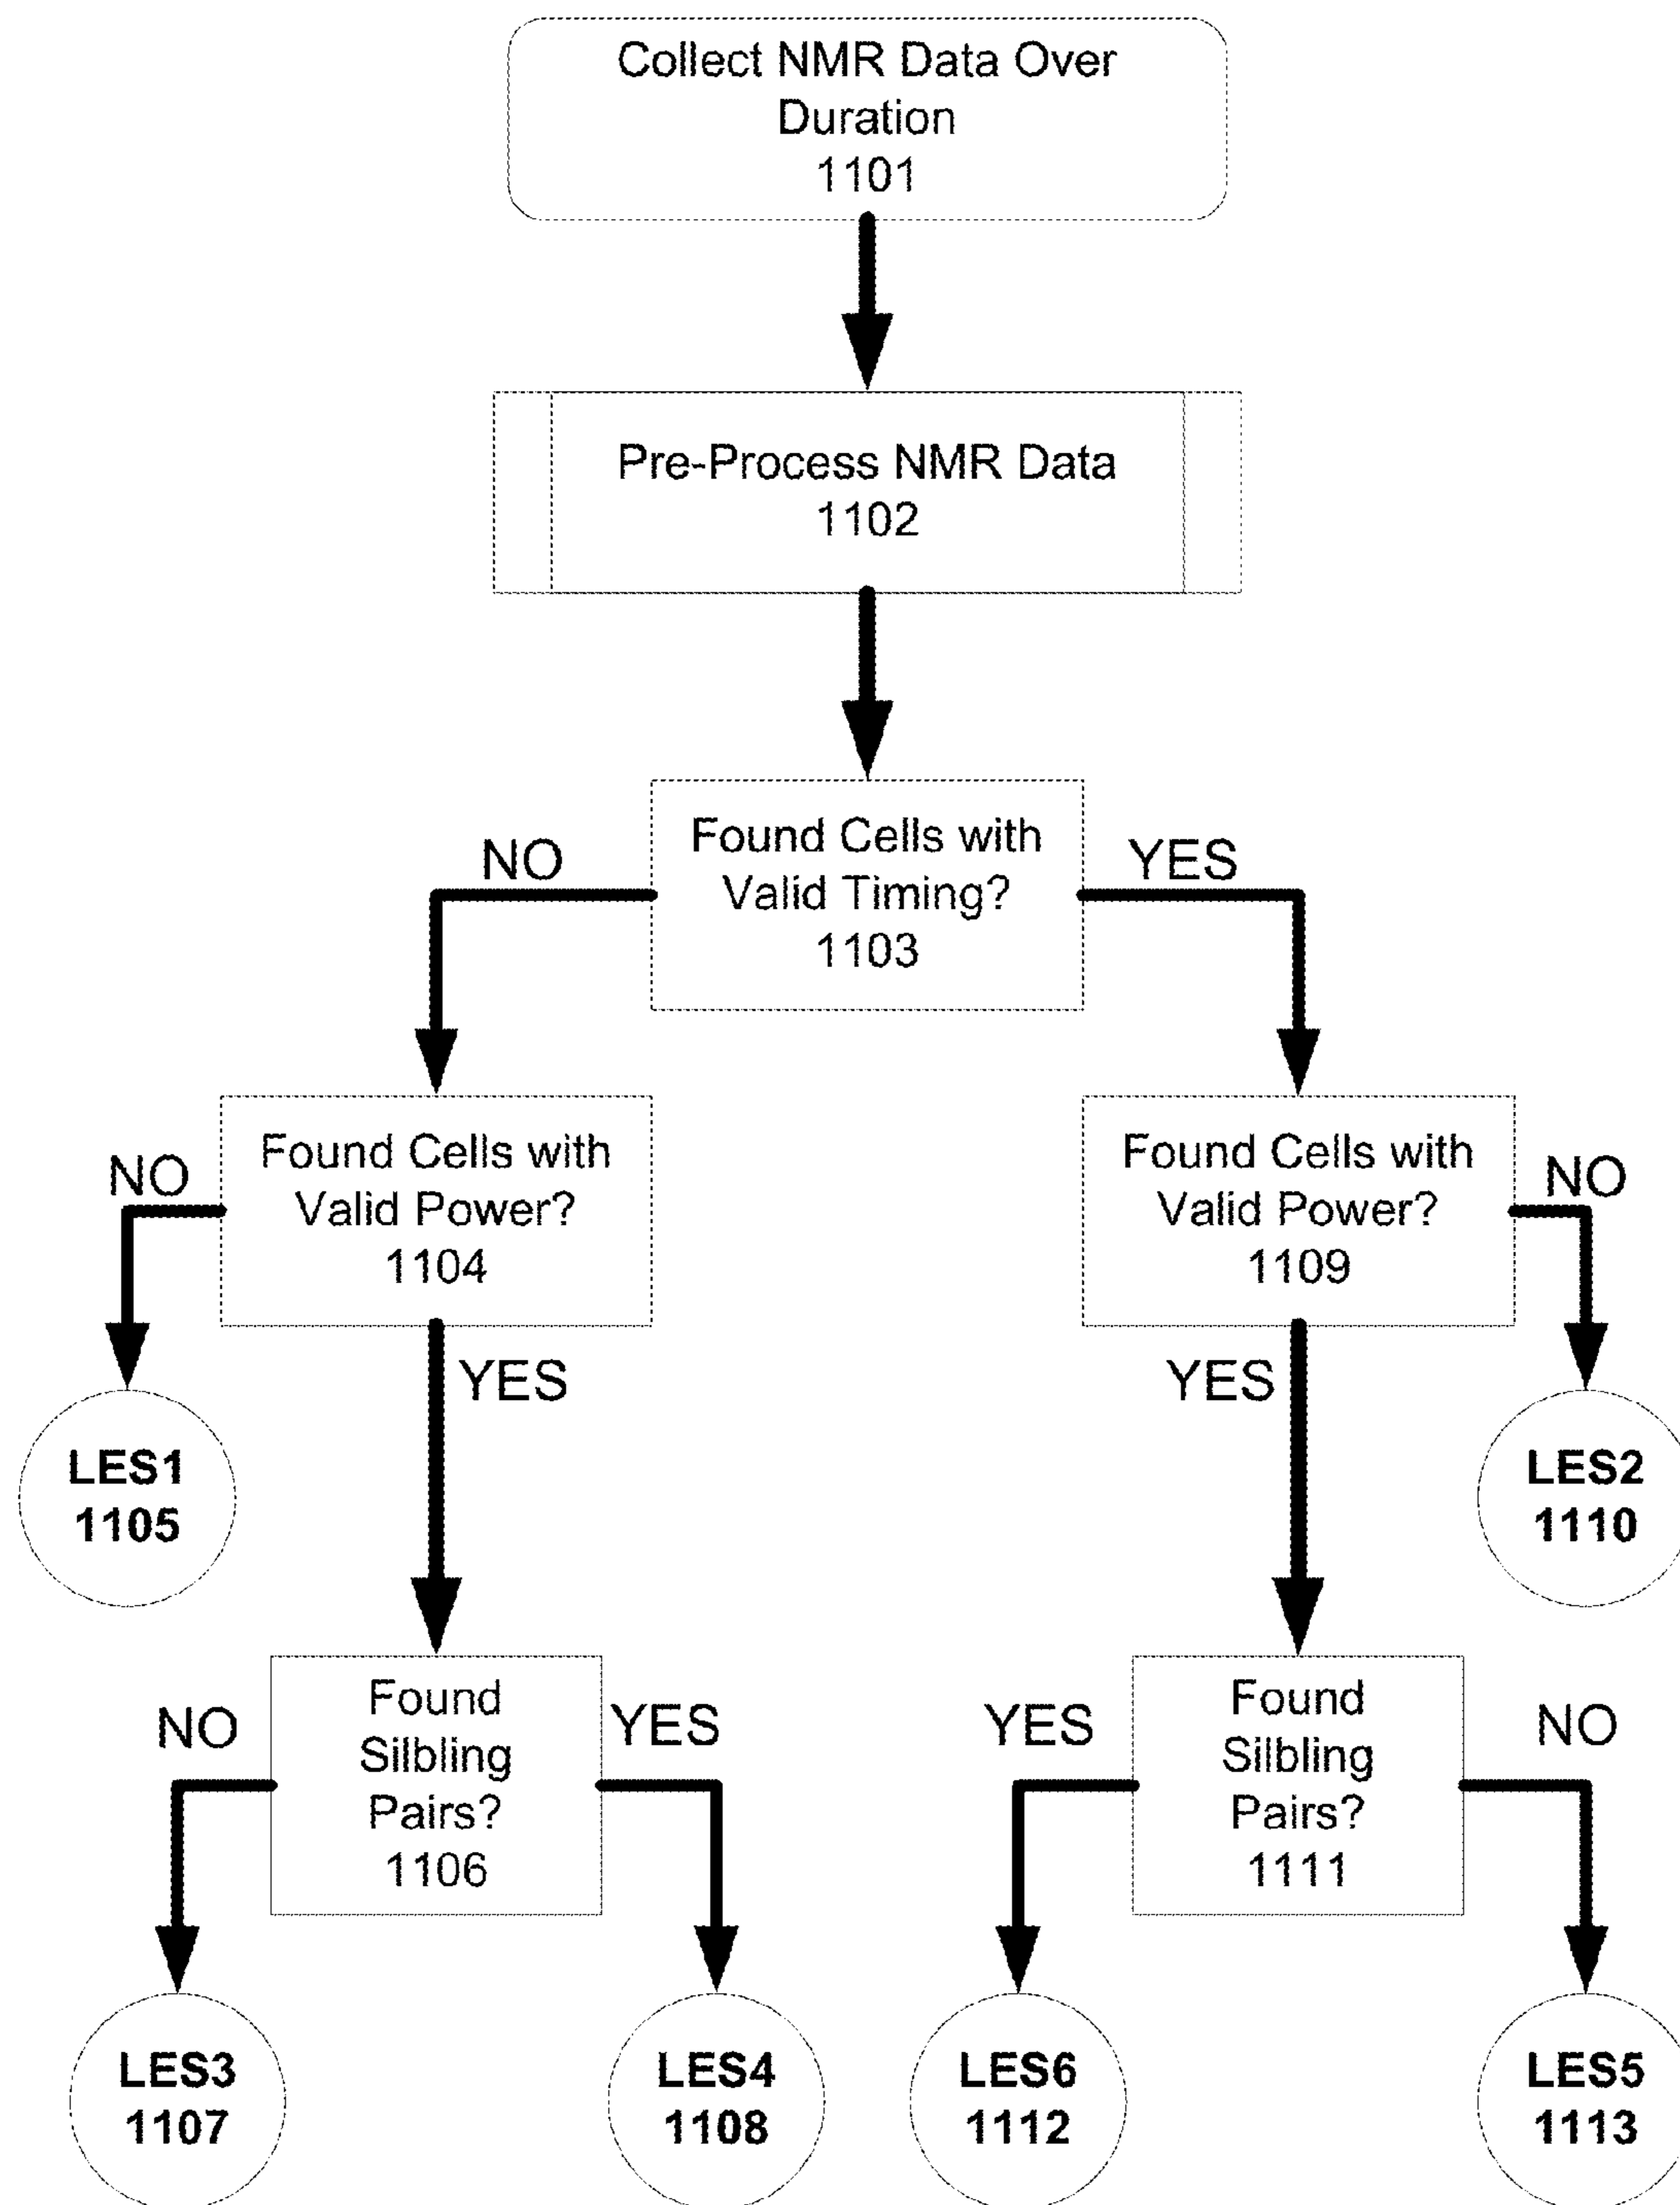 Collect NMR Data Over
Duration
1101
Pre-Process NMR Data
1102
Found Cells with
Valid Timing?
1103
NO
YES
Found Cells with
Valid Power?
1104
NO
YES
Found Cells with
Valid Power?
1109
NO
YES
LES1
1105
LES2
1110
Found
Silbling
Pairs?
1106
NO
YES
Found
Silbling
Pairs?
1111
YES
NO
LES3
1107
LES4
1108
LES6
1112
LES5
1113